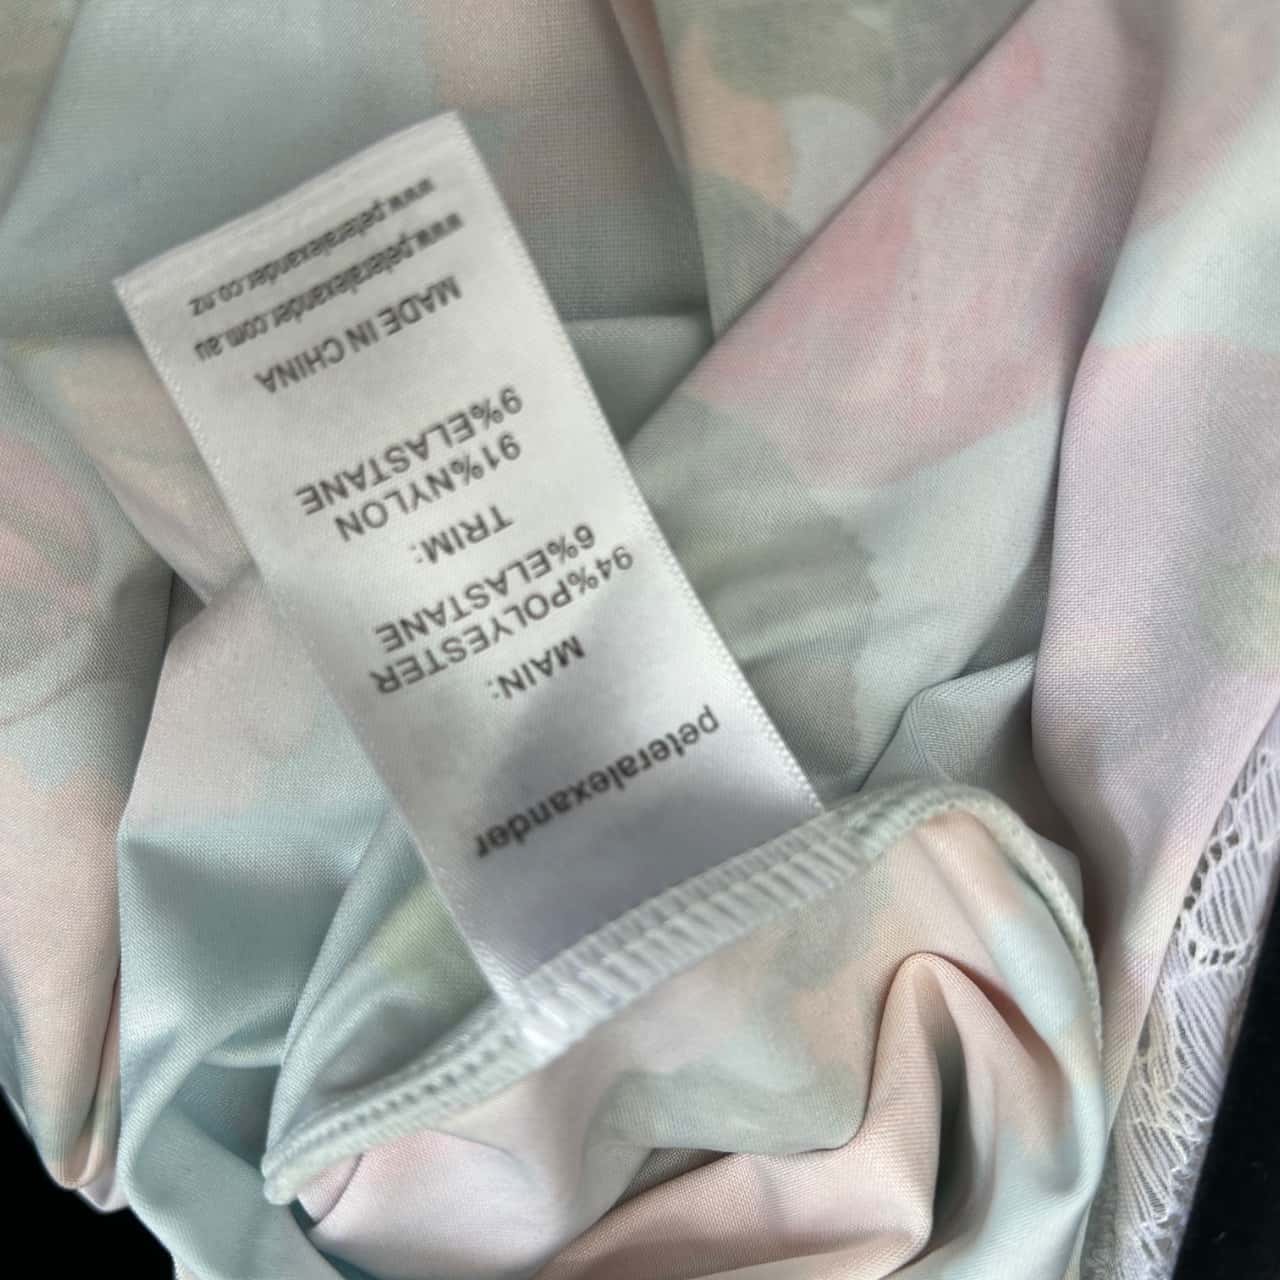 peteralexander
MAIN:
94%POLYESTER
6%ELASTANE
TRIM:
91%NYLON
9%ELASTANE
MADE IN CHINA
www.peteralexander.com.au
www.peteralexander.co.nz